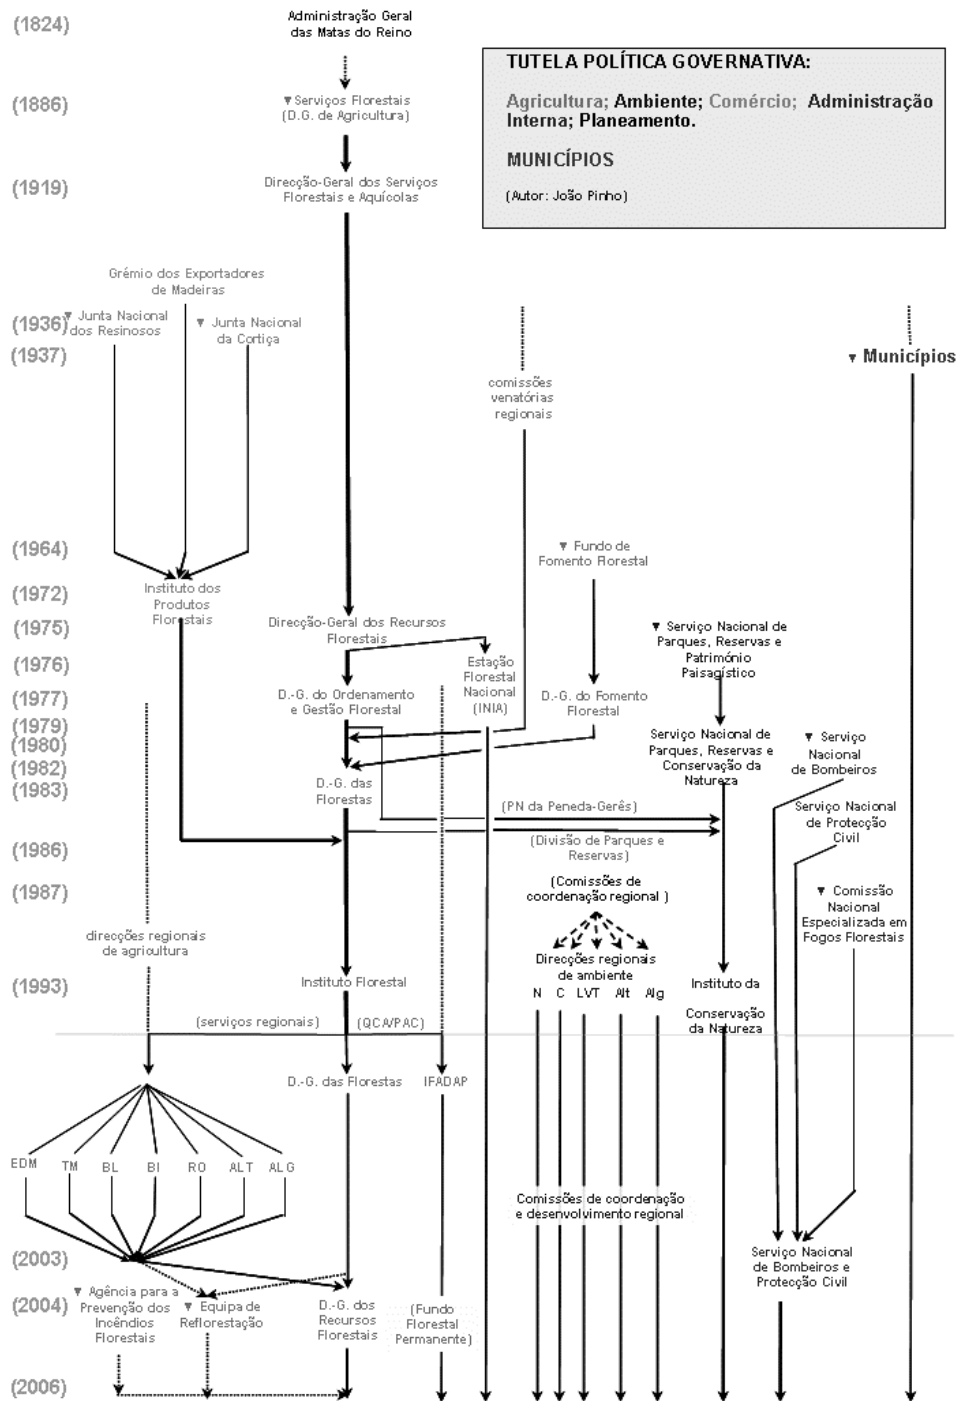 (1824)
Administração Geral
das Matas do Reino
TUTELA POLÍTICA GOVERNATIVA:
Agricultura; Ambiente; Comércio; Administração
Interna; Planeamento.
MUNICÍPIOS
(Autor: João Pinho)
(1886)
▼Serviços Florestais
(D.G. de Agricultura)
(1919)
Direcção-Geral dos Serviços
Florestais e Aquícolas
Grémio dos Exportadores
de Madeiras
(1936)
▼ Junta Nacional
dos Resinosos
▼ Junta Nacional
da Cortiça
(1937)
▼ Municípios
comissões
venatórias
regionais
(1964)
▼ Fundo de
Fomento Florestal
(1972)
Instituto dos
Produtos
Florestais
(1975)
Direcção-Geral dos Recursos
Florestais
▼ Serviço Nacional de
Parques, Reservas e
Património
Paisagístico
(1976)
Estação
Florestal
Nacional
(INIA)
(1977)
D.-G. do Ordenamento
e Gestão Florestal
D.-G. do Fomento
Florestal
(1979)
(1980)
Serviço Nacional de
Parques, Reservas e
Conservação da
Natureza
▼ Serviço
Nacional
de Bombeiros
(1982)
(1983)
D.-G. das
Florestas
(PN da Peneda-Gerês)
Serviço Nacional
de Protecção
Civil
(Divisão de Parques e
Reservas)
(1986)
(1987)
(Comissões de
coordenação regional )
▼ Comissão
Nacional
Especializada em
Fogos Florestais
direcções regionais
de agricultura
Direcções regionais
de ambiente
N C LVT Alt Alg
(1993)
Instituto Florestal
Instituto da
Conservação
da Natureza
(serviços regionais)
(QCA/PAC)
D.-G. das Florestas
IFADAP
EDM TM BL BI RO ALT ALG
Comissões de coordenação
e desenvolvimento regional
(2003)
Serviço Nacional
de Bombeiros e
Protecção Civil
(2004)
▼ Agência para a
Prevenção dos
Incêndios
Florestais
▼ Equipa de
Reflorestação
D.-G. dos
Recursos
Florestais
(Fundo
Florestal
Permanente)
(2006)